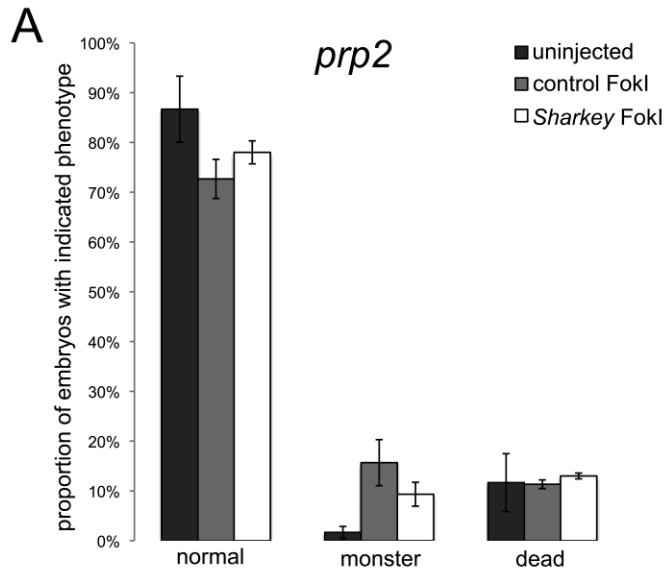 A
prp2
uninjected
control FokI
Sharkey FokI
proportion of embryos with indicated phenotype
100%
90%
80%
70%
60%
50%
40%
30%
20%
10%
0%
normal monster dead